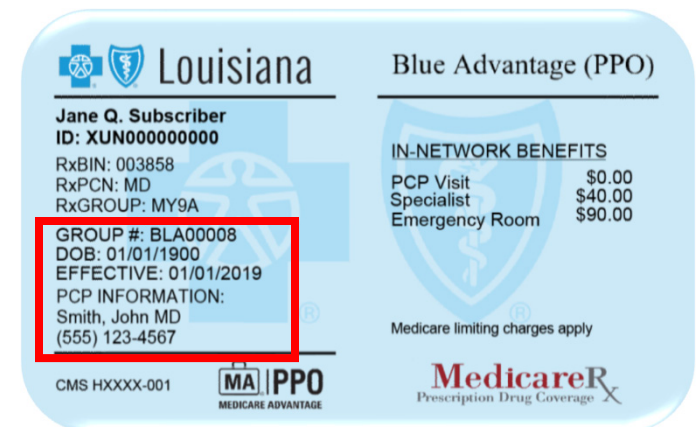 Louisiana
Blue Advantage (PPO)
Jane Q. Subscriber
ID: XUN000000000
RxBIN: 003858
RxPCN: MD
RxGROUP: MY9A
GROUP #: BLA00008
DOB: 01/01/1900
EFFECTIVE: 01/01/2019
PCP INFORMATION:
Smith, John MD
(555) 123-4567
IN-NETWORK BENEFITS
PCP Visit $0.00
Specialist $40.00
Emergency Room $90.00
Medicare limiting charges apply
CMS HXXXX-001
MA PPO
MEDICARE ADVANTAGE
MedicareRx
Prescription Drug Coverage